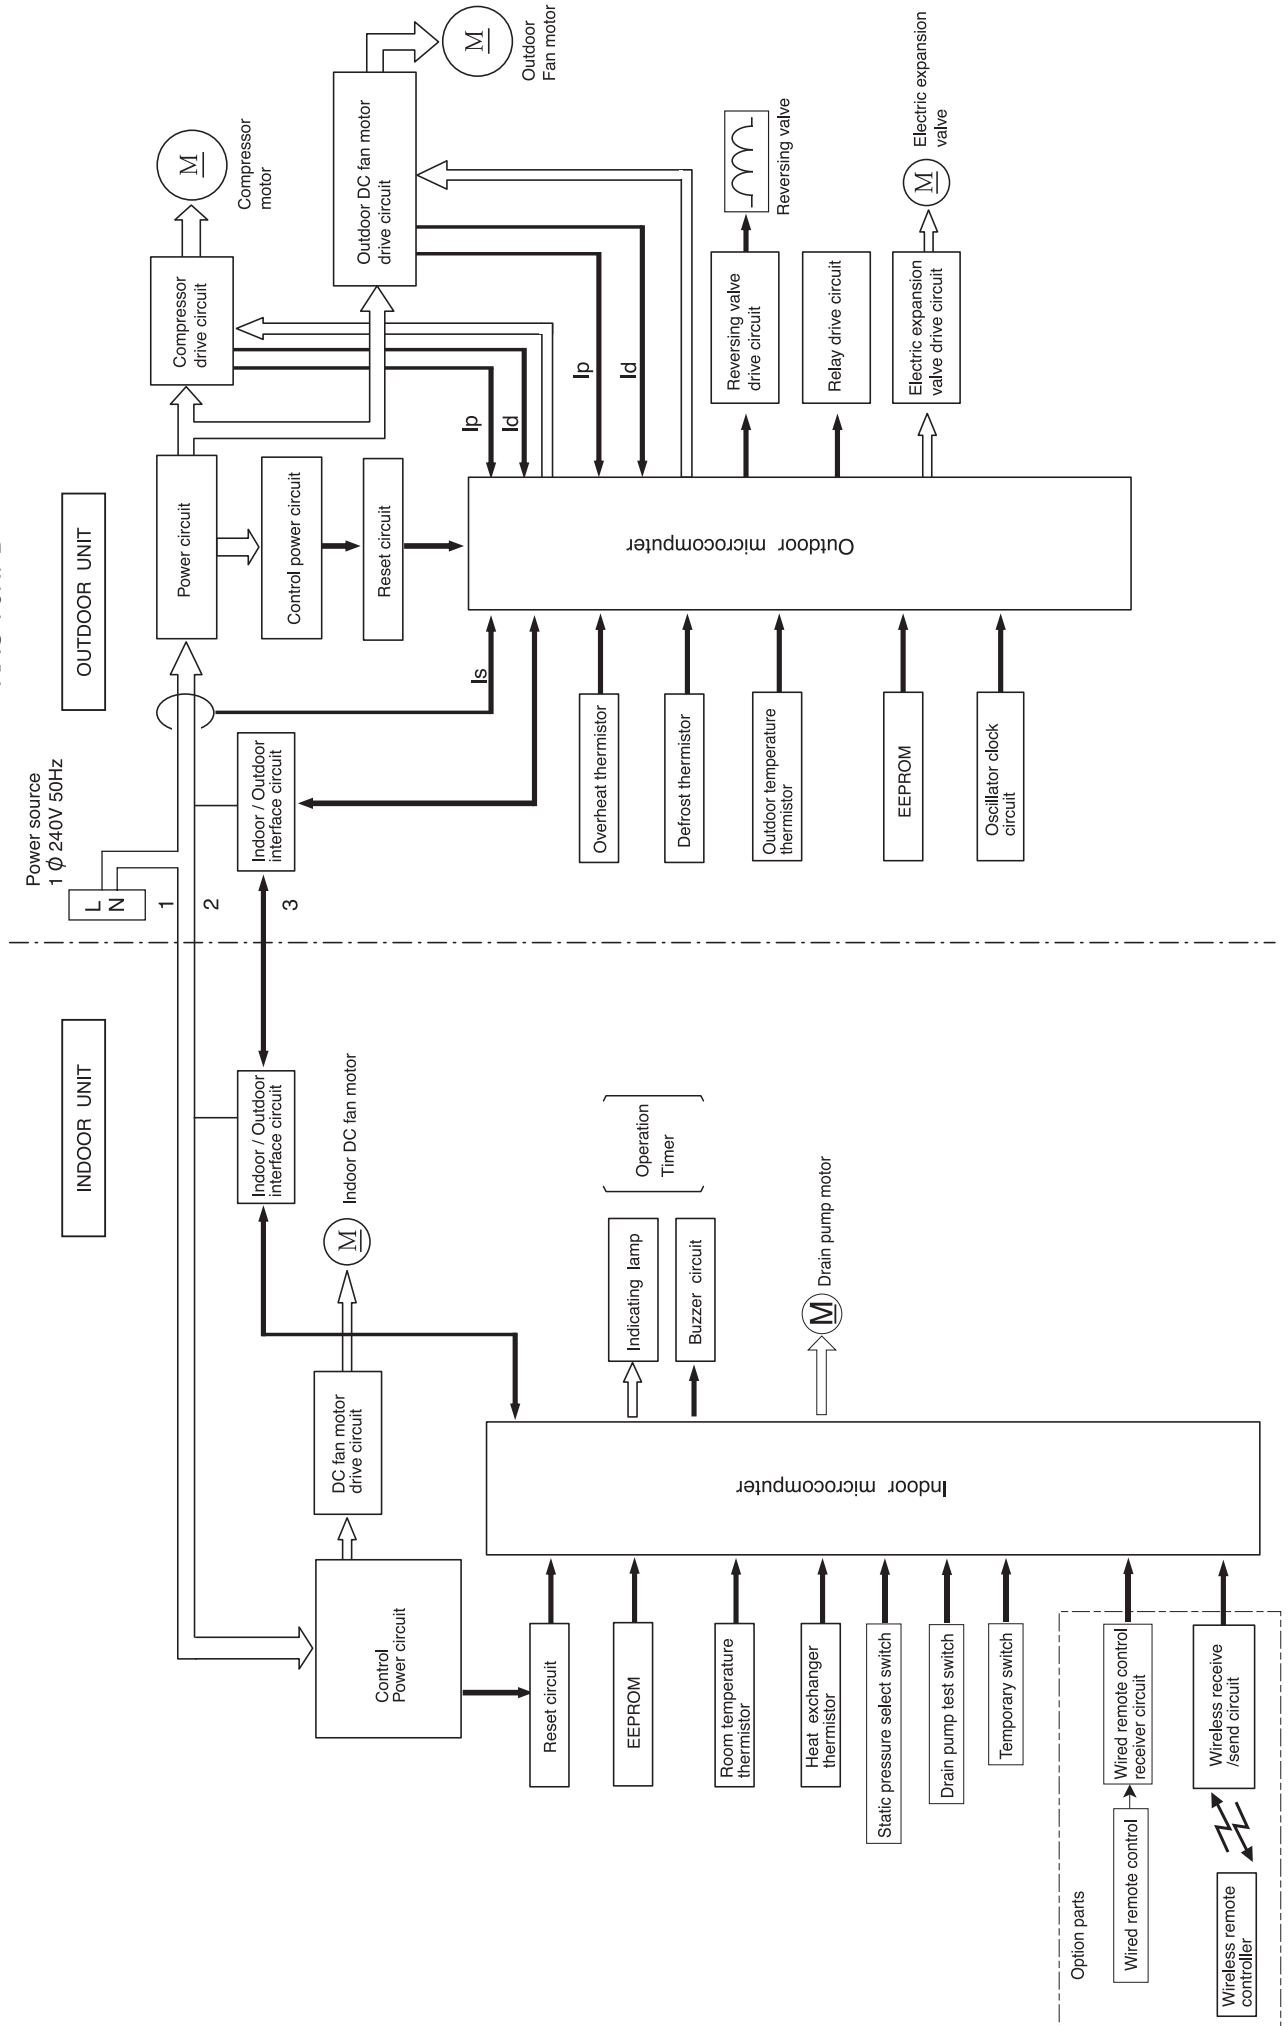 INDOOR UNIT
OUTDOOR UNIT
Power source
1 ϕ 240V 50Hz
L
N
1
2
3
Control
Power circuit
DC fan motor
drive circuit
M
Indoor DC fan motor
Indoor / Outdoor
interface circuit
Indoor / Outdoor
interface circuit
Reset circuit
EEPROM
Room temperature
thermistor
Heat exchanger
thermistor
Static pressure select switch
Drain pump test switch
Temporary switch
Option parts
Wired remote control
Wired remote control
receiver circuit
Wireless remote
controller
Wireless receive
/send circuit
Indoor microcomputer
Indicating lamp
Buzzer circuit
Operation
Timer
M
Drain pump motor
Power circuit
Control power circuit
Reset circuit
Is
Compressor
drive circuit
M
Compressor
motor
Outdoor DC fan motor
drive circuit
M
Outdoor
Fan motor
Ip
Id
Ip
Id
Overheat thermistor
Defrost thermistor
Outdoor temperature
thermistor
EEPROM
Oscillator clock
circuit
Outdoor microcomputer
Reversing valve
drive circuit
Reversing valve
Relay drive circuit
Electric expansion
valve drive circuit
M
Electric expansion
valve